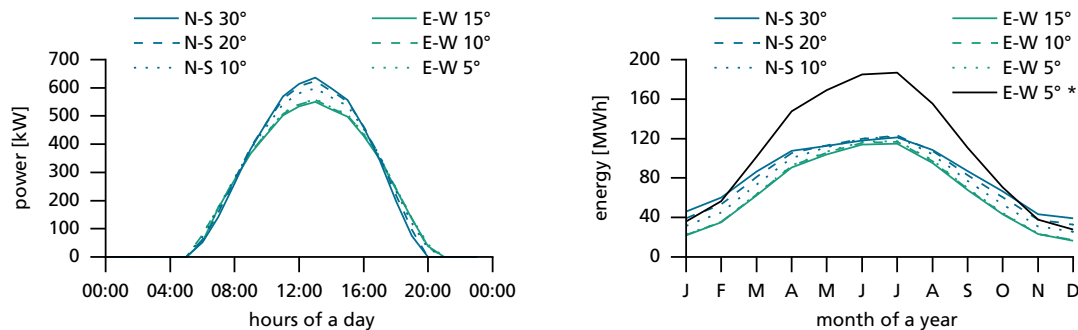 N-S 30°
E-W 15°
N-S 20°
E-W 10°
N-S 10°
E-W 5°
700
600
500
400
300
200
100
0
power [kW]
00:00 04:00 08:00 12:00 16:00 20:00 00:00
hours of a day
N-S 30°
E-W 15°
N-S 20°
E-W 10°
N-S 10°
E-W 5°
E-W 5° *
200
160
120
80
40
0
energy [MWh]
J F M A M J J A S O N D
month of a year